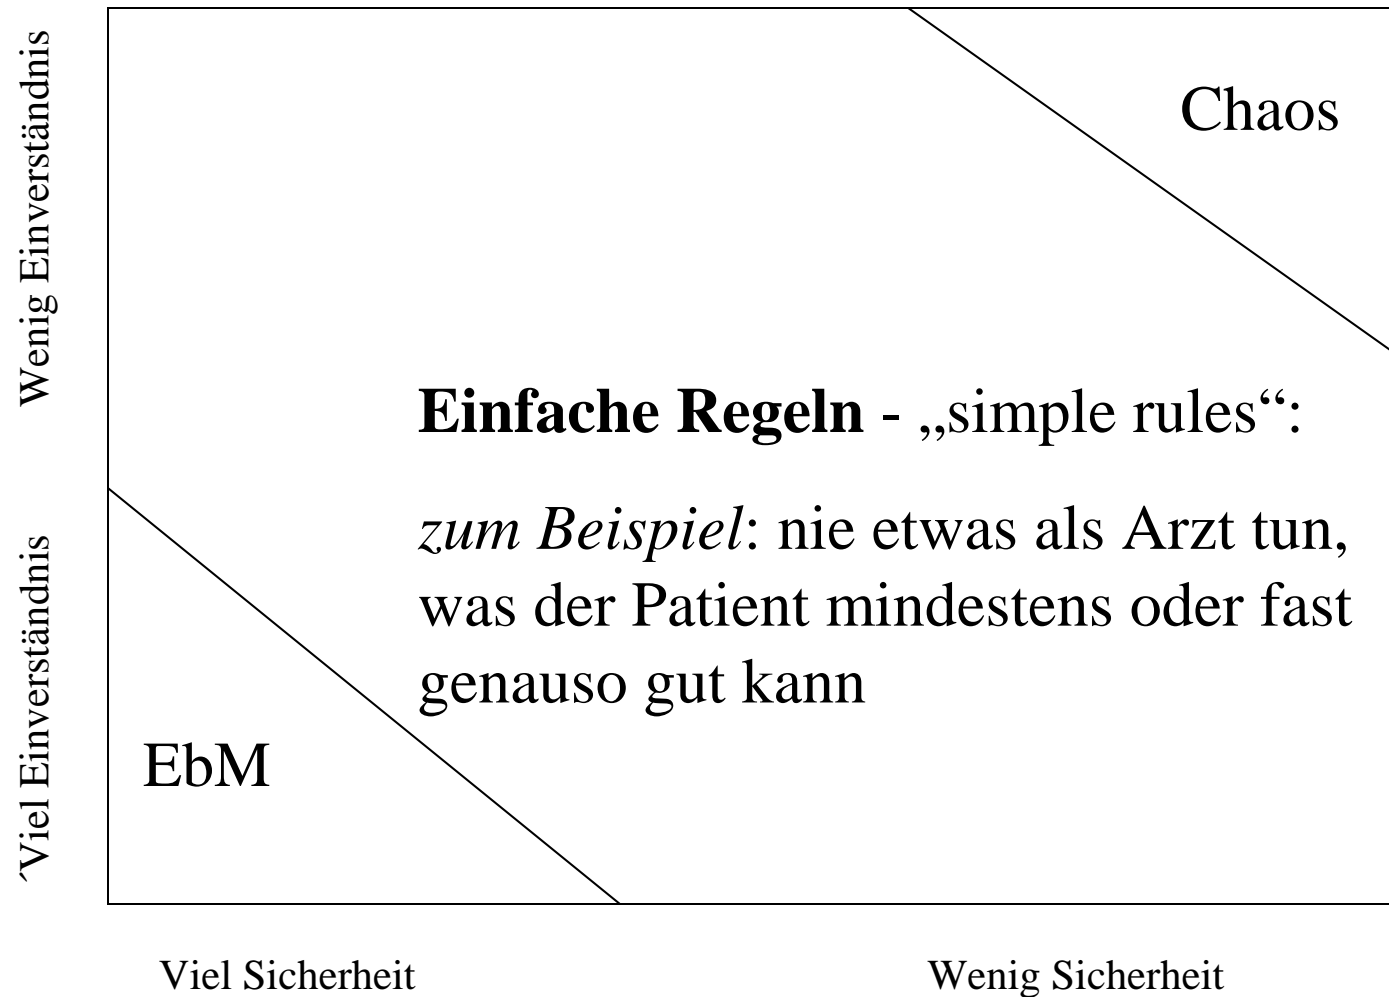 Wenig Einverständnis
Chaos
Einfache Regeln - „simple rules“:
zum Beispiel: nie etwas als Arzt tun,
was der Patient mindestens oder fast
genauso gut kann
´Viel Einverständnis
EbM
Viel Sicherheit
Wenig Sicherheit